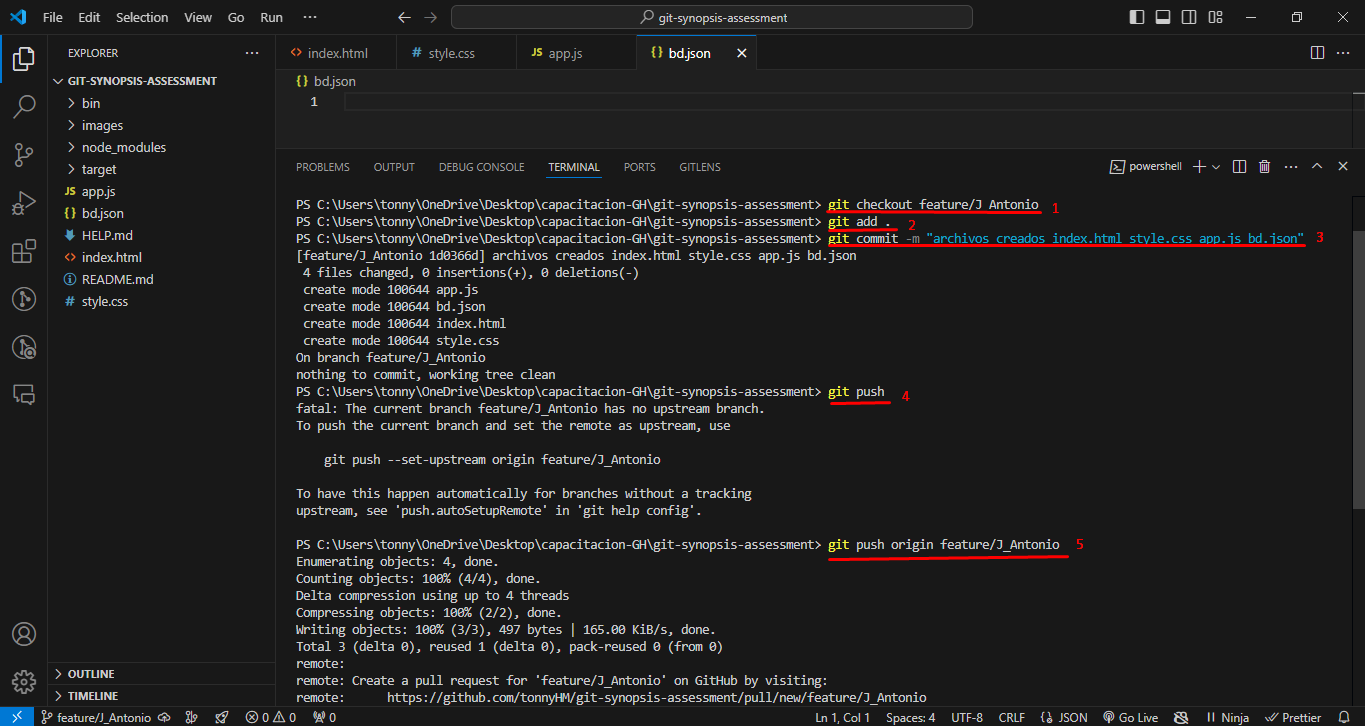 File Edit Selection View Go Run ···
git-synopsis-assessment
EXPLORER ···
GIT-SYNOPSIS-ASSESSMENT
bin
images
node_modules
target
JS app.js
{} bd.json
HELP.md
<> index.html
README.md
# style.css
OUTLINE
TIMELINE
<> index.html
# style.css
JS app.js
{} bd.json
{} bd.json
1
PROBLEMS OUTPUT DEBUG CONSOLE TERMINAL PORTS GITLENS
powershell
PS C:\Users\tonny\OneDrive\Desktop\capacitacion-GH\git-synopsis-assessment> git checkout feature/J_Antonio 1
PS C:\Users\tonny\OneDrive\Desktop\capacitacion-GH\git-synopsis-assessment> git add . 2
PS C:\Users\tonny\OneDrive\Desktop\capacitacion-GH\git-synopsis-assessment> git commit -m "archivos creados index.html style.css app.js bd.json" 3
[feature/J_Antonio 1d0366d] archivos creados index.html style.css app.js bd.json
4 files changed, 0 insertions(+), 0 deletions(-)
create mode 100644 app.js
create mode 100644 bd.json
create mode 100644 index.html
create mode 100644 style.css
On branch feature/J_Antonio
nothing to commit, working tree clean
PS C:\Users\tonny\OneDrive\Desktop\capacitacion-GH\git-synopsis-assessment> git push 4
fatal: The current branch feature/J_Antonio has no upstream branch.
To push the current branch and set the remote as upstream, use
git push --set-upstream origin feature/J_Antonio
To have this happen automatically for branches without a tracking
upstream, see 'push.autoSetupRemote' in 'git help config'.
PS C:\Users\tonny\OneDrive\Desktop\capacitacion-GH\git-synopsis-assessment> git push origin feature/J_Antonio 5
Enumerating objects: 4, done.
Counting objects: 100% (4/4), done.
Delta compression using up to 4 threads
Compressing objects: 100% (2/2), done.
Writing objects: 100% (3/3), 497 bytes | 165.00 KiB/s, done.
Total 3 (delta 0), reused 1 (delta 0), pack-reused 0 (from 0)
remote:
remote: Create a pull request for 'feature/J_Antonio' on GitHub by visiting:
remote: https://github.com/tonnyHM/git-synopsis-assessment/pull/new/feature/J_Antonio
feature/J_Antonio 0 0 0 Ln 1, Col 1 Spaces: 4 UTF-8 CRLF {} JSON Go Live Ninja Prettier